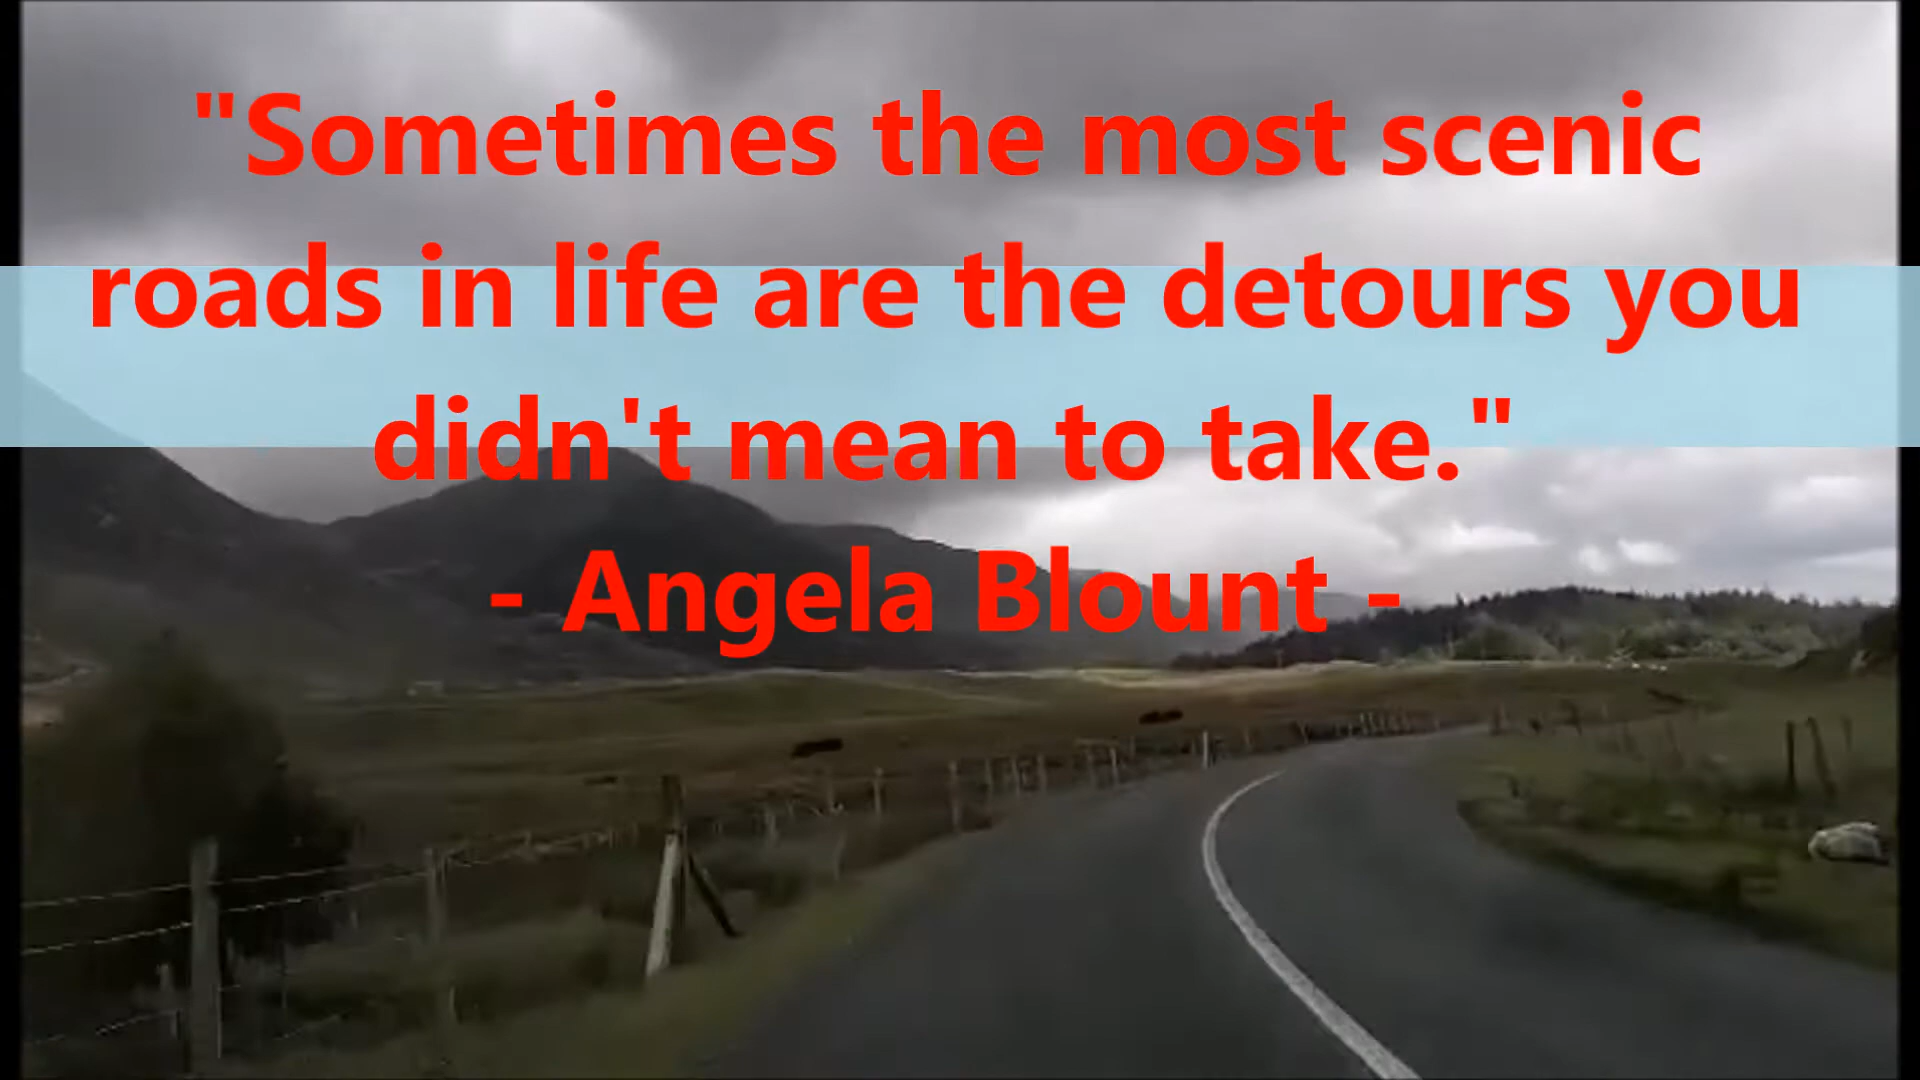 "Sometimes the most scenic
roads in life are the detours you
didn't mean to take."
- Angela Blount -